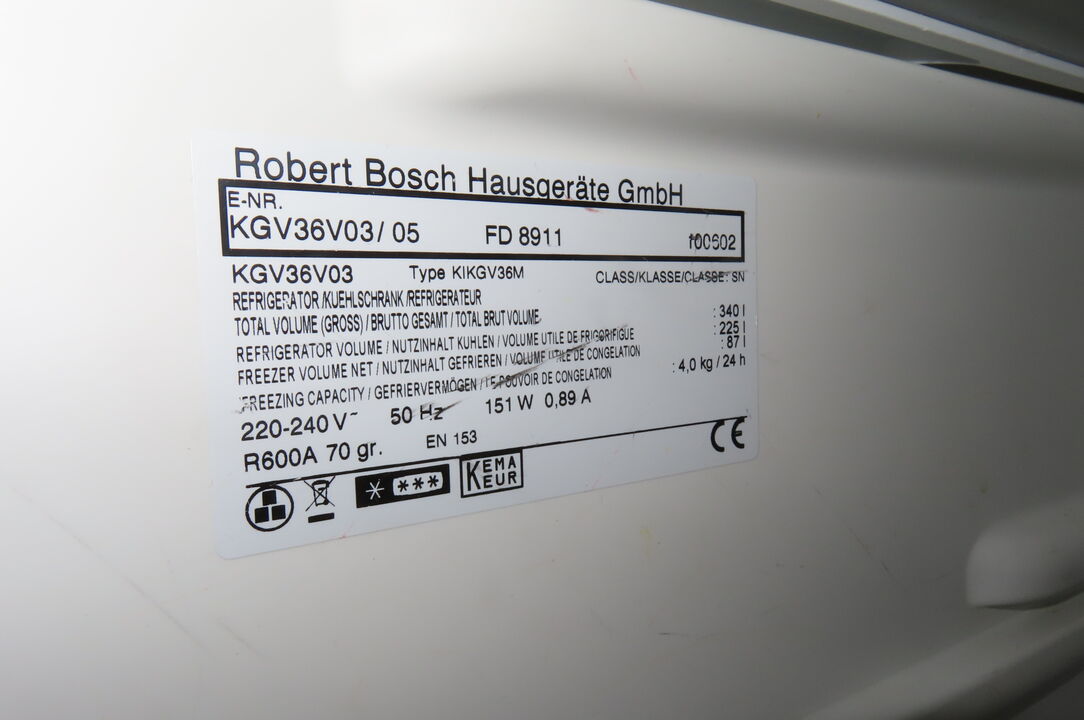 Robert Bosch Hausgeräte GmbH
E-NR.
KGV36V03/ 05 FD 8911 100602
KGV36V03 Type KIKGV36M CLASS/KLASSE/CLASSE: SN
REFRIGERATOR /KUEHLSCHRANK /REFRIGERATEUR
TOTAL VOLUME (GROSS) / BRUTTO GESAMT / TOTAL BRUT VOLUME : 340 l
REFRIGERATOR VOLUME / NUTZINHALT KUHLEN / VOLUME UTILE DE FRIGORIFIGUE : 225 l
FREEZER VOLUME NET / NUTZINHALT GEFRIEREN / VOLUME UTILE DE CONGELATION : 87 l
FREEZING CAPACITY / GEFRIERVERMÖGEN / LE POUVOIR DE CONGELATION : 4,0 kg / 24 h
220-240 V~ 50 Hz 151 W 0,89 A
R600A 70 gr. EN 153
CE
* ***
KEMA
KEUR